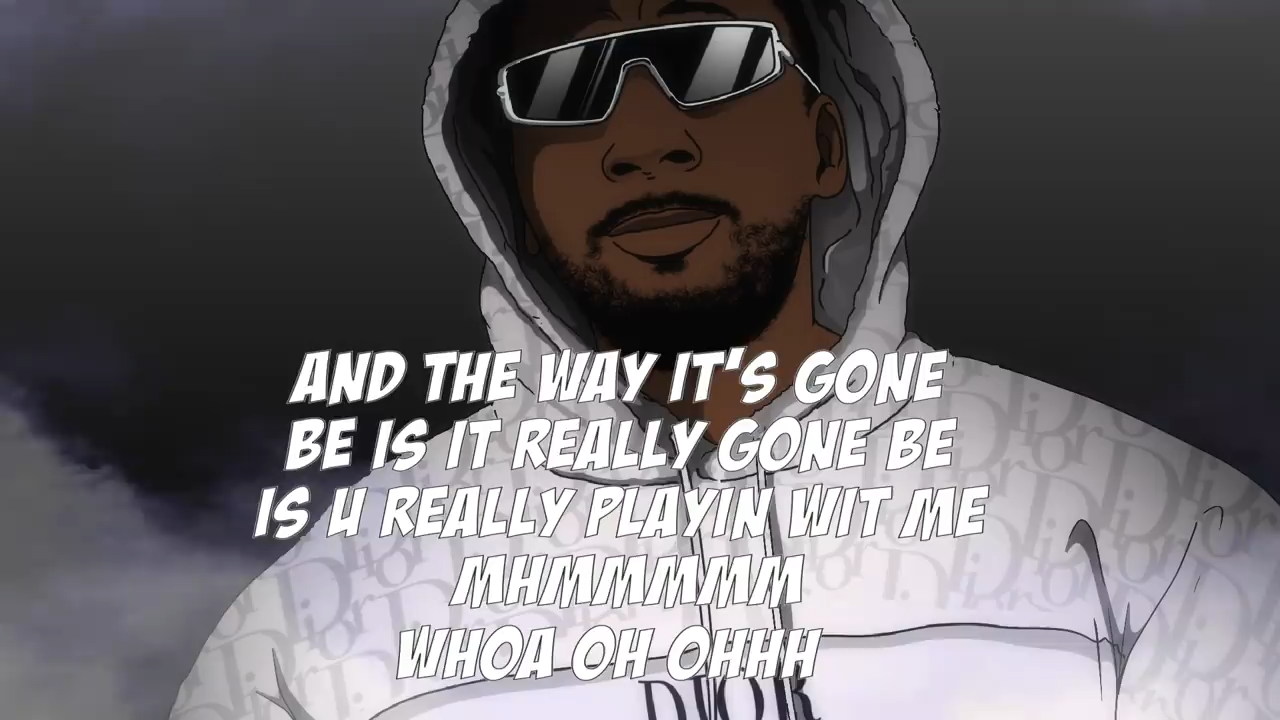 AND THE WAY IT'S GONE
BE IS IT REALLY GONE BE
IS U REALLY PLAYIN WIT ME
MHMMMMM
WHOA OH OHHH
DIOR